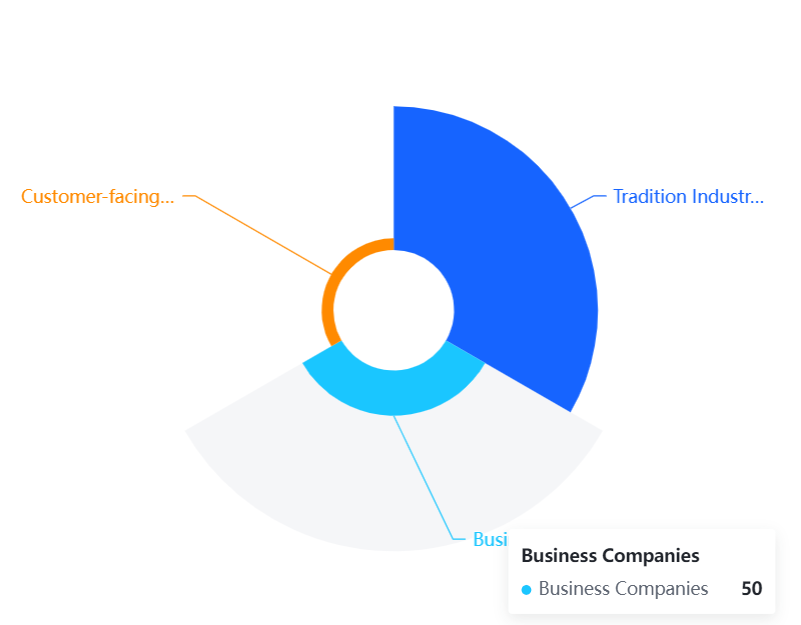 Customer-facing...
Tradition Industr...
Busi
Business Companies
Business Companies 50